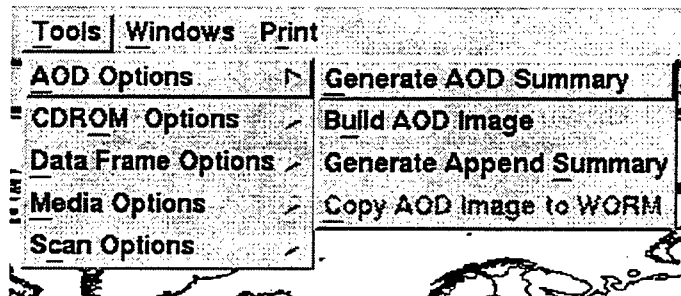 Tools Windows Print
AOD Options
CDROM Options
Data Frame Options
Media Options
Scan Options
Generate AOD Summary
Build AOD Image
Generate Append Summary
Copy AOD Image to WORM